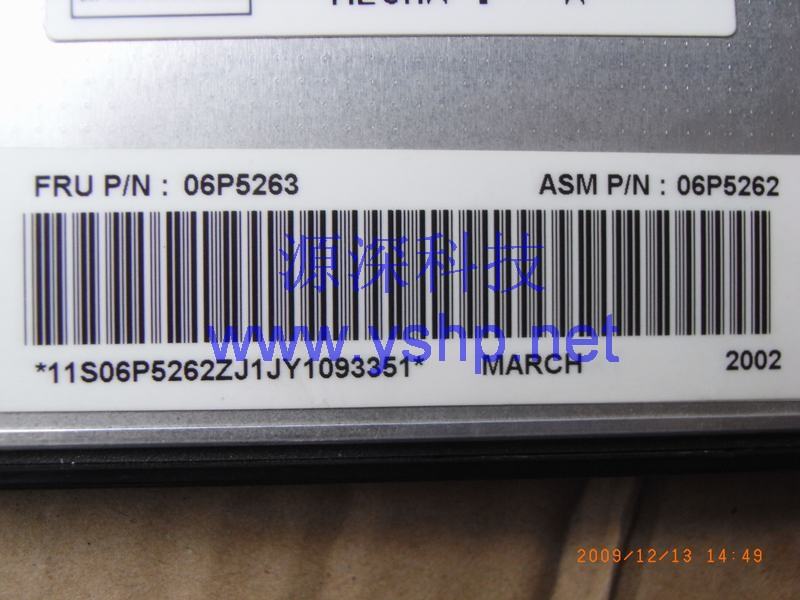 FRU P/N : 06P5263 ASM P/N : 06P5262
源深科技
www.yshp.net
*11S06P5262ZJ1JY1093351* MARCH 2002
2009/12/13 14:49